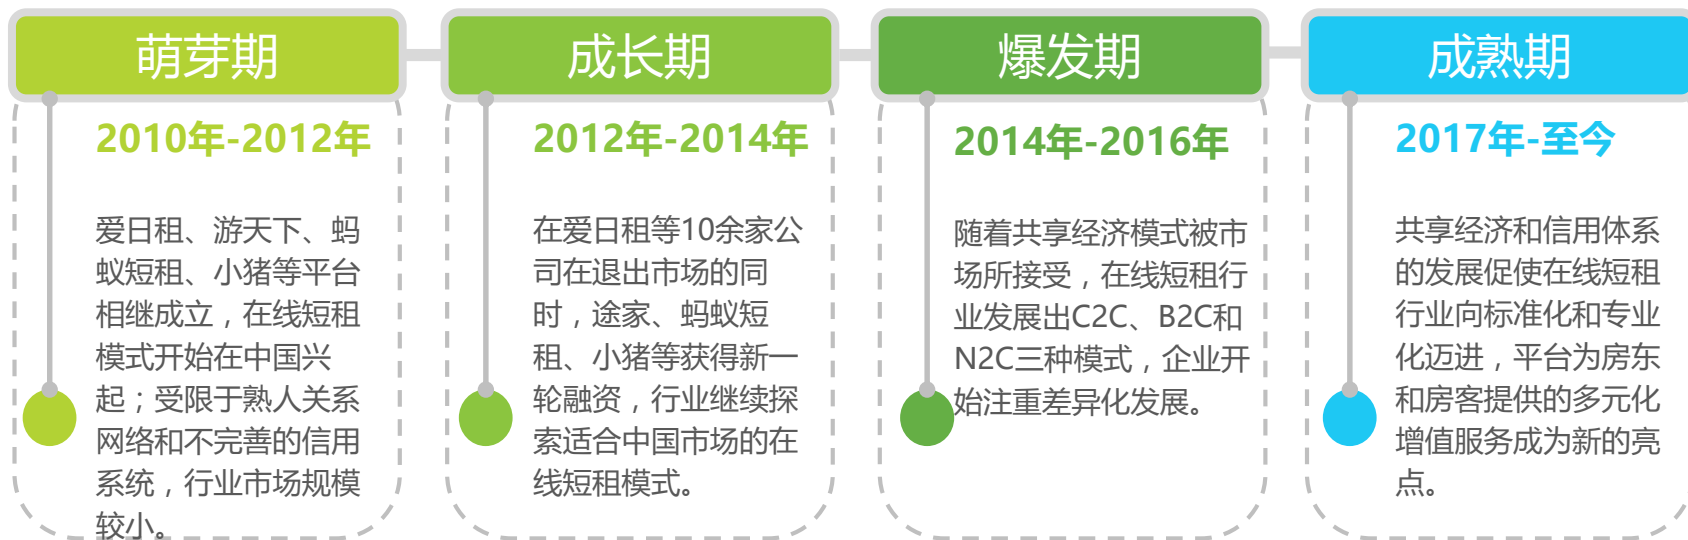 萌芽期
2010年-2012年
爱日租、游天下、蚂
蚁短租、小猪等平台
相继成立，在线短租
模式开始在中国兴
起；受限于熟人关系
网络和不完善的信用
系统，行业市场规模
较小。
成长期
2012年-2014年
在爱日租等10余家公
司在退出市场的同
时，途家、蚂蚁短
租、小猪等获得新一
轮融资，行业继续探
索适合中国市场的在
线短租模式。
爆发期
2014年-2016年
随着共享经济模式被市
场所接受，在线短租行
业发展出C2C、B2C和
N2C三种模式，企业开
始注重差异化发展。
成熟期
2017年-至今
共享经济和信用体系
的发展促使在线短租
行业向标准化和专业
化迈进，平台为房东
和房客提供的多元化
增值服务成为新的亮
点。